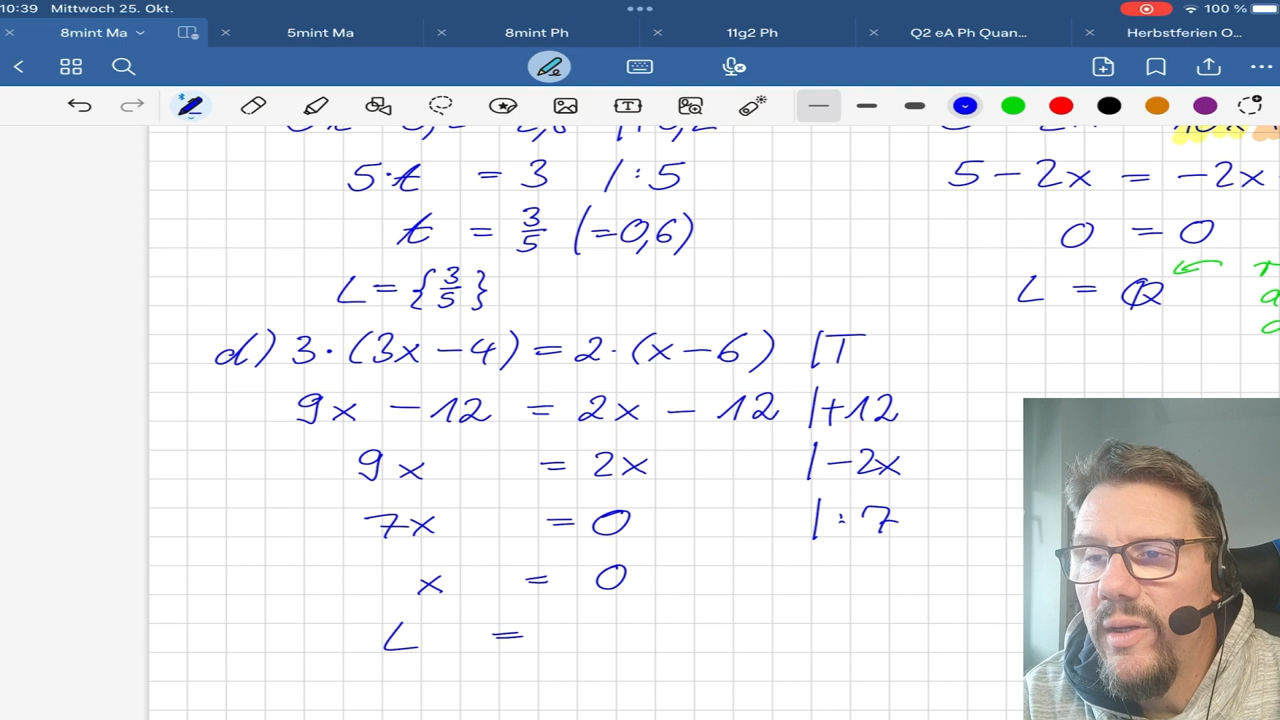 10:39 Mittwoch 25. Okt.
100 %
8mint Ma
5mint Ma
8mint Ph
11g2 Ph
Q2 eA Ph Quan...
Herbstferien O...
5·t = 3 |:5
t = 3/5 (=0,6)
L = {3/5}
5 − 2x = −2x
0 = 0
L = ℚ
d) 3·(3x − 4) = 2·(x − 6) |T
9x − 12 = 2x − 12 |+12
9x = 2x |−2x
7x = 0 |:7
x = 0
L =